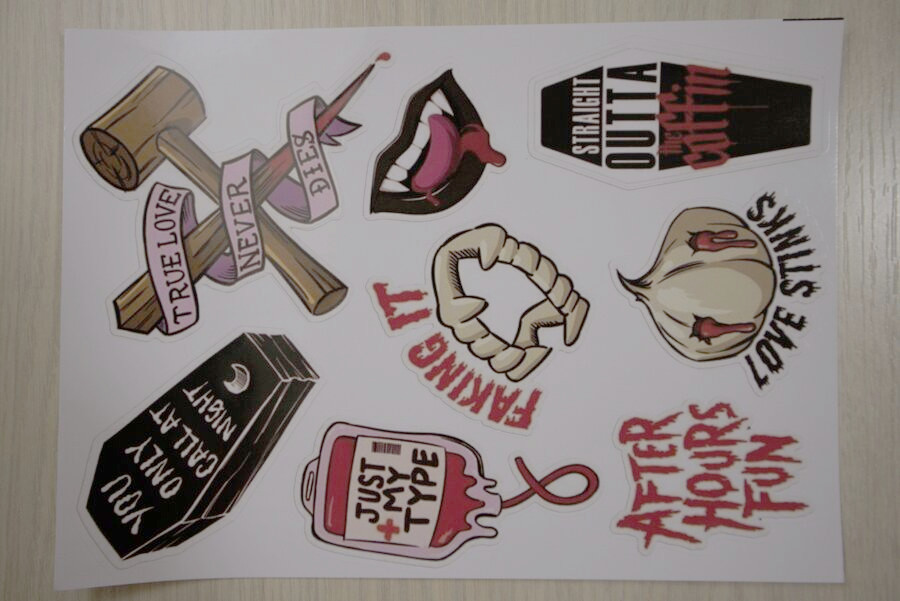 TRUE LOVE
NEVER
DIES
STRAIGHT
OUTTA
the
coffin
FAKING IT
LOVE STINKS
YOU
ONLY
CALL AT
NIGHT
JUST
+MY
TYPE
AFTER
HOURS
FUN